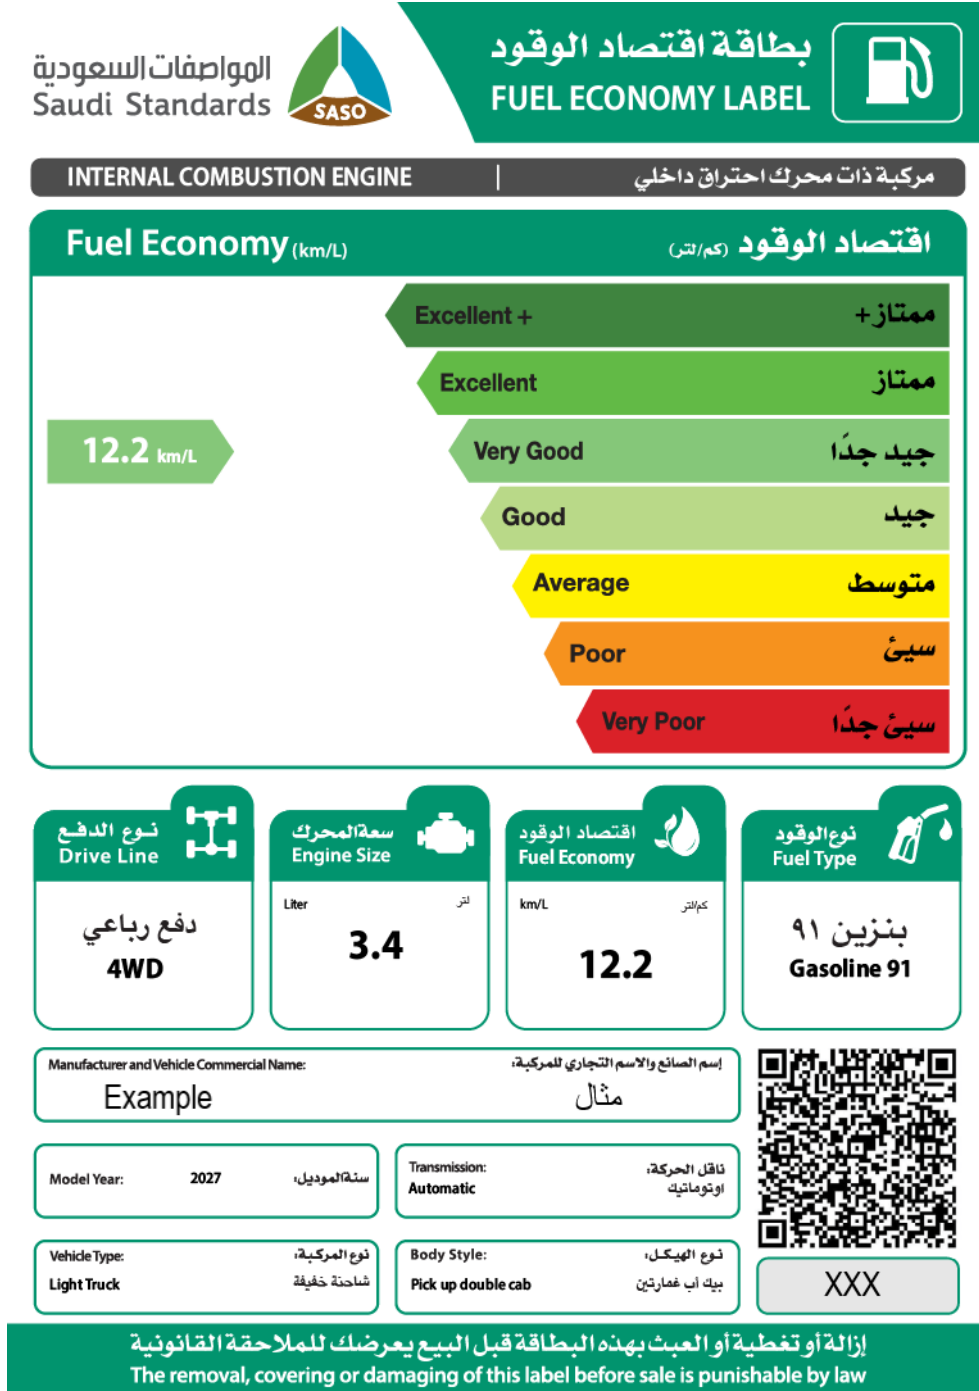 المواصفات السعودية
Saudi Standards
SASO
بطاقة اقتصاد الوقود
FUEL ECONOMY LABEL
INTERNAL COMBUSTION ENGINE | مركبة ذات محرك احتراق داخلي
Fuel Economy (km/L) اقتصاد الوقود (كم/لتر)
Excellent + ممتاز+
Excellent ممتاز
12.2 km/L
Very Good جيد جدًا
Good جيد
Average متوسط
Poor سيئ
Very Poor سيئ جدًا
نوع الدفع
Drive Line
دفع رباعي
4WD
سعة المحرك
Engine Size
Liter لتر
3.4
اقتصاد الوقود
Fuel Economy
km/L كم/لتر
12.2
نوع الوقود
Fuel Type
بنزين ٩١
Gasoline 91
Manufacturer and Vehicle Commercial Name: إسم الصانع والاسم التجاري للمركبة:
Example مثال
Model Year: 2027 سنة الموديل:
Transmission: ناقل الحركة:
Automatic اوتوماتيك
Vehicle Type: نوع المركبة:
Light Truck شاحنة خفيفة
Body Style: نوع الهيكل:
Pick up double cab بيك أب غمارتين
XXX
إزالة أو تغطية أو العبث بهذه البطاقة قبل البيع يعرضك للملاحقة القانونية
The removal, covering or damaging of this label before sale is punishable by law